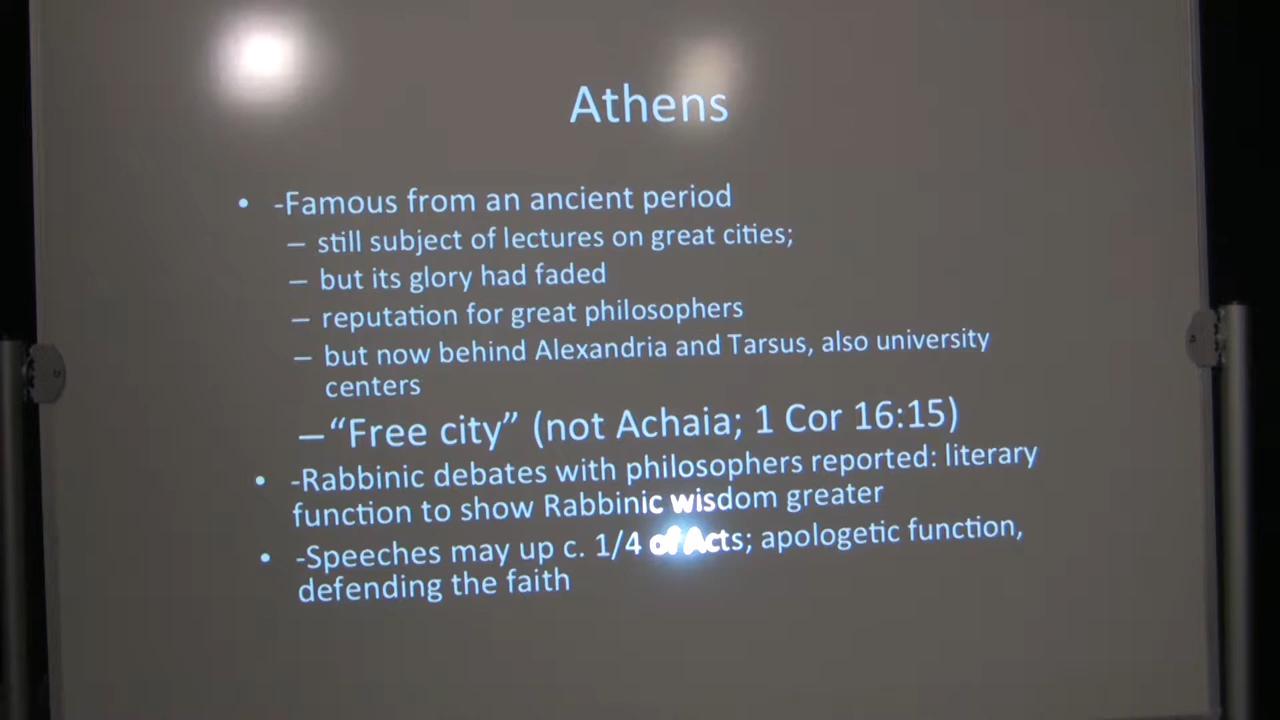 Athens
• -Famous from an ancient period
– still subject of lectures on great cities;
– but its glory had faded
– reputation for great philosophers
– but now behind Alexandria and Tarsus, also university
centers
– “Free city” (not Achaia; 1 Cor 16:15)
• -Rabbinic debates with philosophers reported: literary
function to show Rabbinic wisdom greater
• -Speeches may up c. 1/4 of Acts; apologetic function,
defending the faith